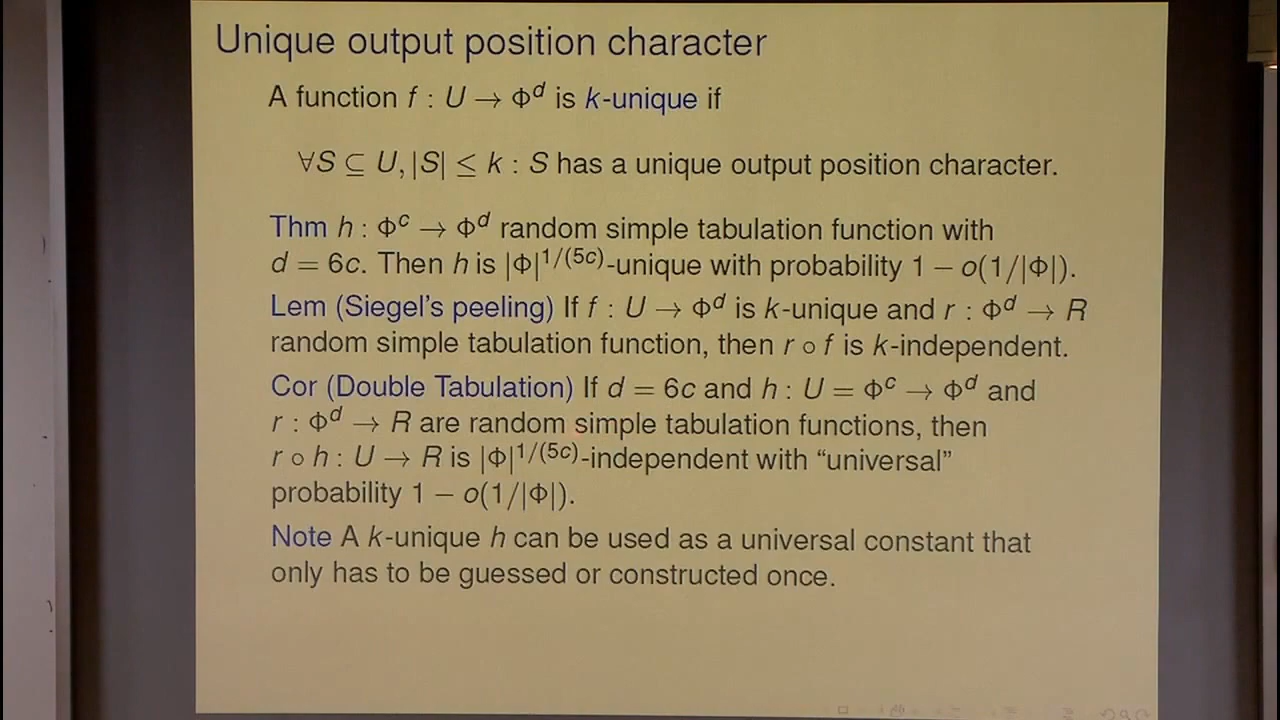 Unique output position character
A function f : U → Φ^d is k-unique if
∀S ⊆ U, |S| ≤ k : S has a unique output position character.
Thm h : Φ^c → Φ^d random simple tabulation function with
d = 6c. Then h is |Φ|^{1/(5c)}-unique with probability 1 − o(1/|Φ|).
Lem (Siegel's peeling) If f : U → Φ^d is k-unique and r : Φ^d → R
random simple tabulation function, then r ∘ f is k-independent.
Cor (Double Tabulation) If d = 6c and h : U = Φ^c → Φ^d and
r : Φ^d → R are random simple tabulation functions, then
r ∘ h : U → R is |Φ|^{1/(5c)}-independent with “universal”
probability 1 − o(1/|Φ|).
Note A k-unique h can be used as a universal constant that
only has to be guessed or constructed once.